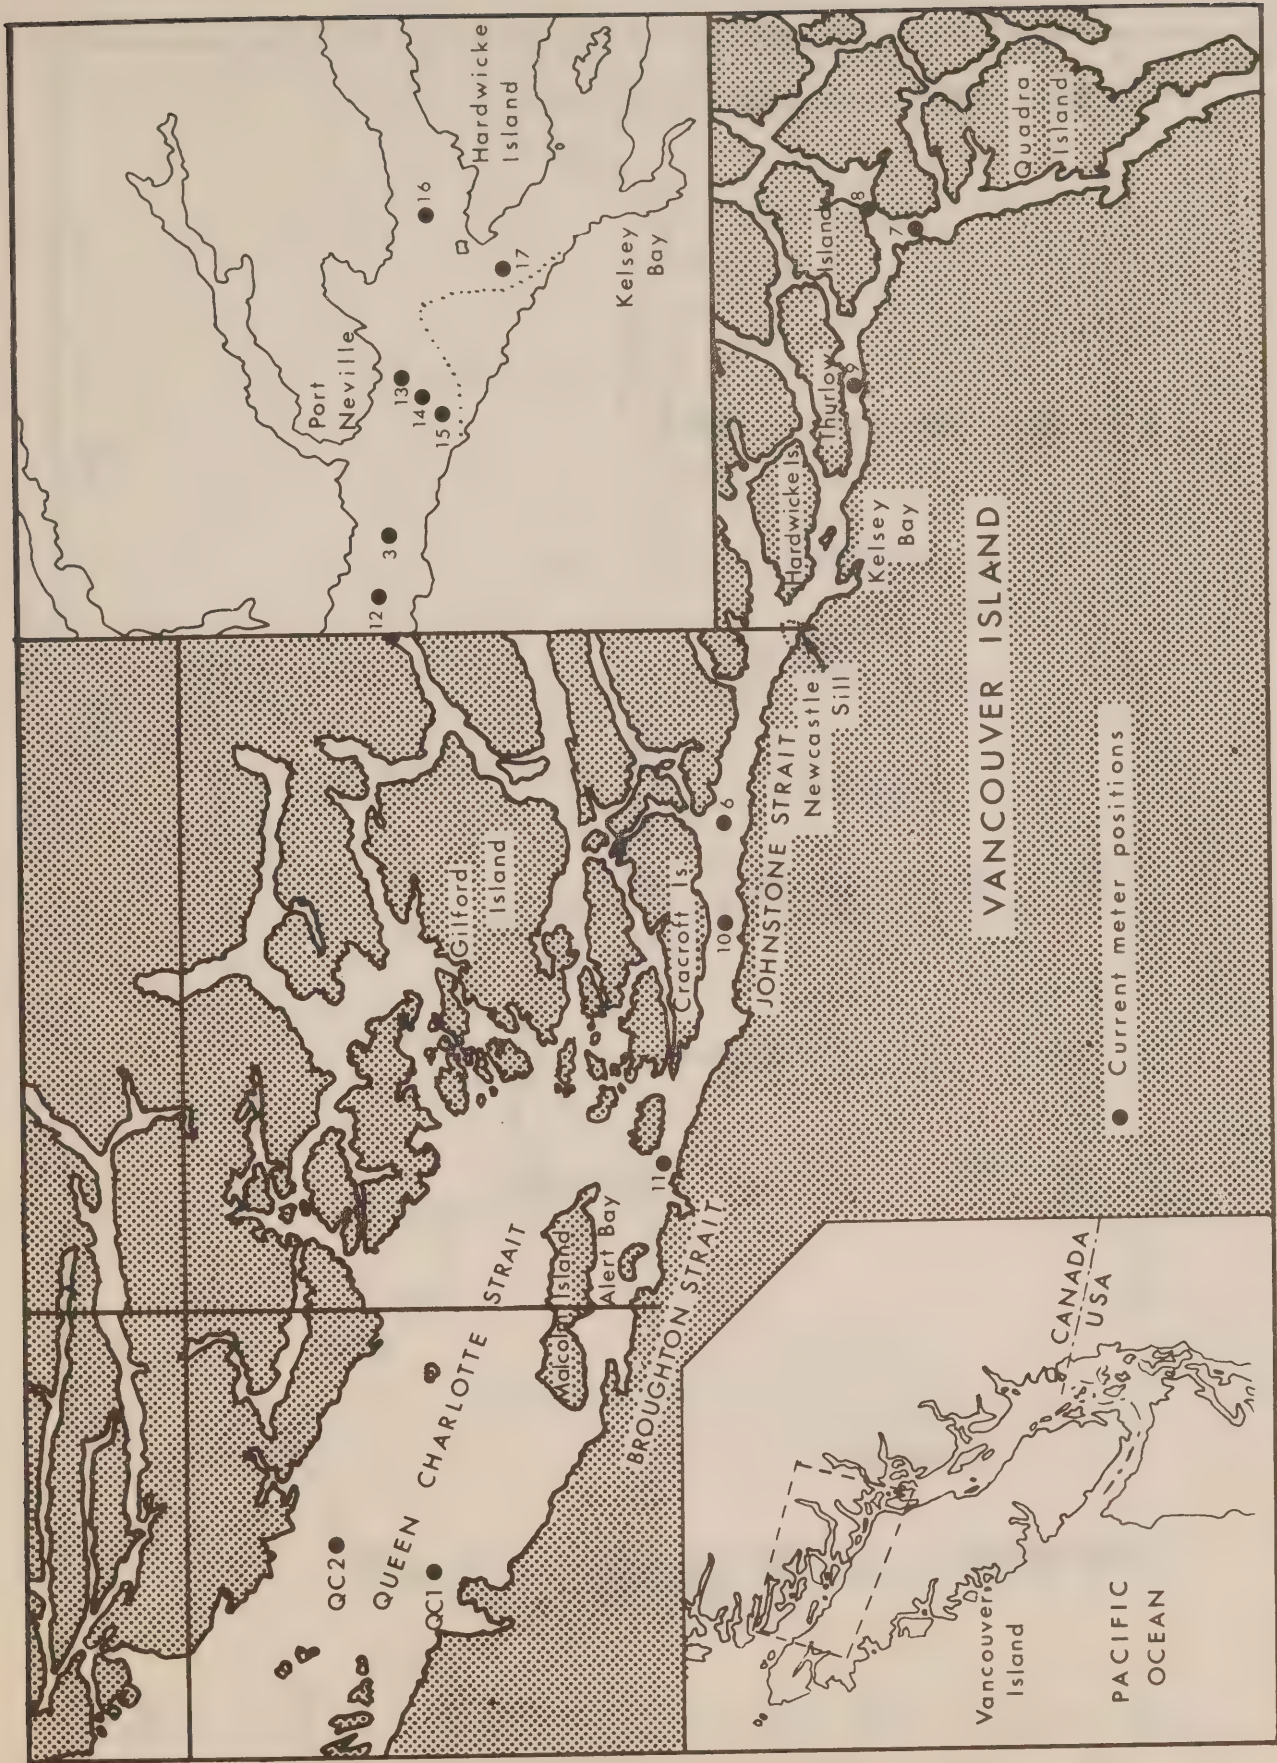 QC2
QC1
QUEEN CHARLOTTE STRAIT
Malcolm Island
Alert Bay
BROUGHTON STRAIT
11
Gilford
Island
Cracroft Is.
10
6
JOHNSTONE STRAIT
Newcastle
Sill
VANCOUVER ISLAND
● Current meter positions
12
3
Port
Neville
13
14
15
16
17
Hardwicke
Island
Kelsey
Bay
Hardwicke Is.
Thurlow
Island
9
8
7
Kelsey
Bay
Quadra
Island
Vancouver
Island
PACIFIC
OCEAN
CANADA
USA